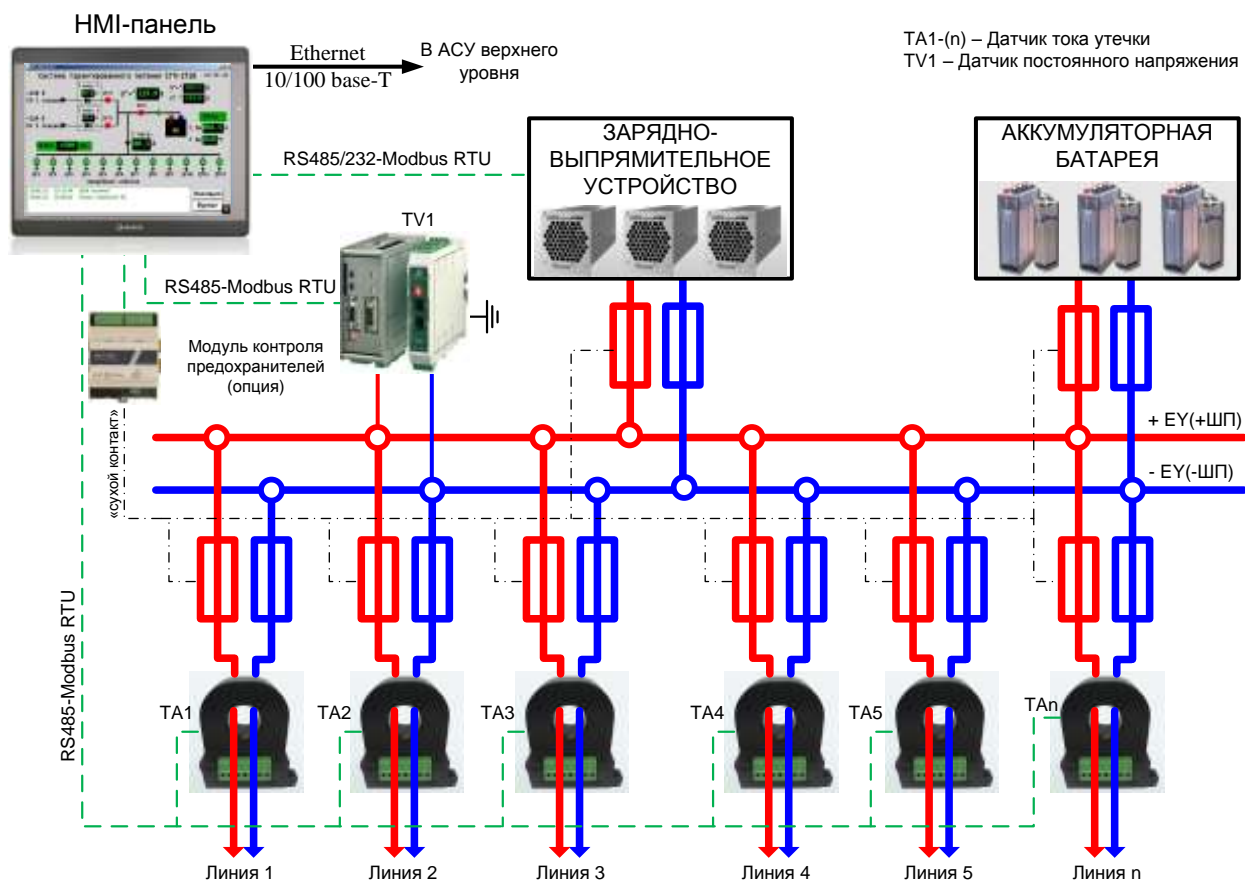 HMI-панель
Ethernet
10/100 base-T
В АСУ верхнего
уровня
TA1-(n) – Датчик тока утечки
TV1 – Датчик постоянного напряжения
RS485/232-Modbus RTU
ЗАРЯДНО-
ВЫПРЯМИТЕЛЬНОЕ
УСТРОЙСТВО
АККУМУЛЯТОРНАЯ
БАТАРЕЯ
TV1
RS485-Modbus RTU
Модуль контроля
предохранителей
(опция)
«сухой контакт»
+ EY(+ШП)
- EY(-ШП)
RS485-Modbus RTU
TA1
TA2
TA3
TA4
TA5
TAn
Линия 1
Линия 2
Линия 3
Линия 4
Линия 5
Линия n